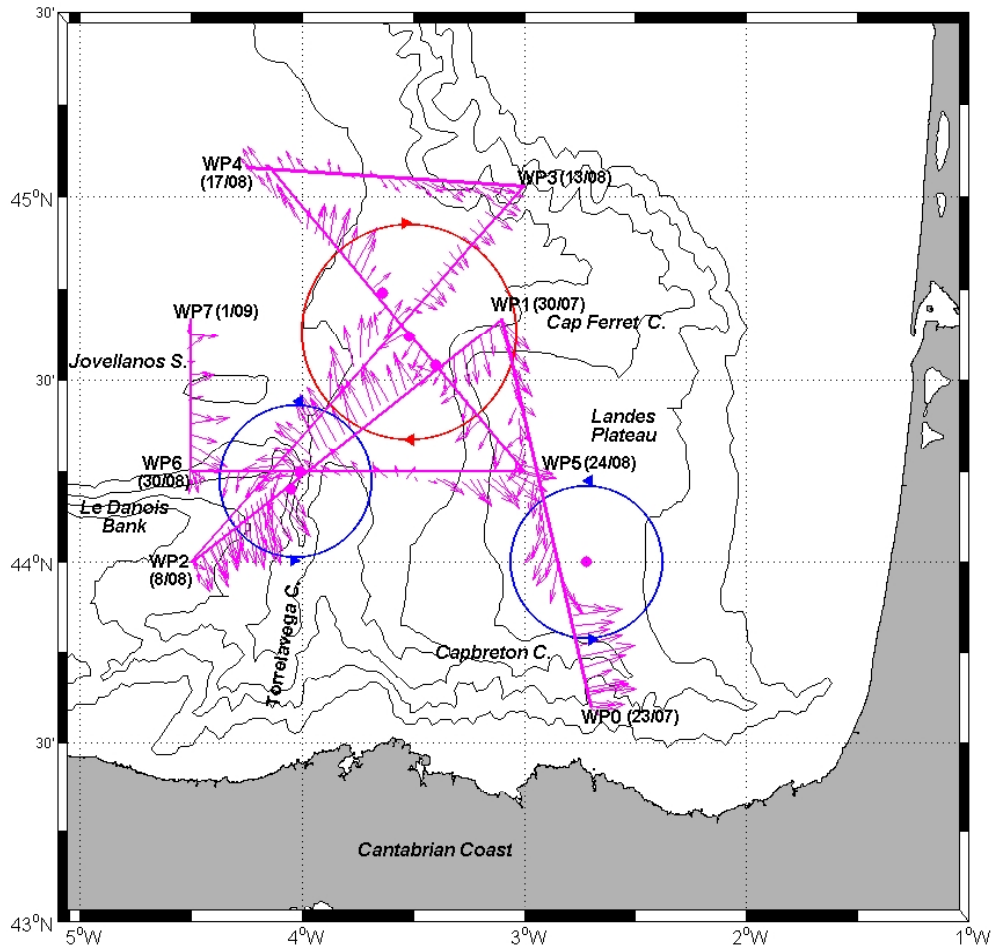 30'
WP4
(17/08)
WP3 (13/08)
45°N
WP7 (1/09)
WP1 (30/07)
Cap Ferret C.
Jovellanos S.
30'
Landes
Plateau
WP6
(30/08)
WP5 (24/08)
Le Danois
Bank
44°N
WP2
(8/08)
Torrelavega C.
Capbreton C.
WP0 (23/07)
30'
Cantabrian Coast
43°N
5°W
4°W
3°W
2°W
1°W